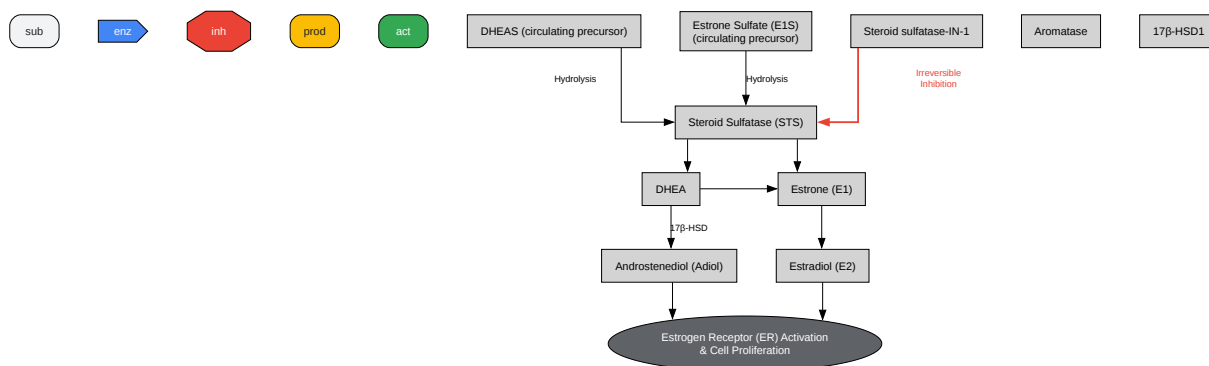 sub
enz
inh
prod
act
DHEAS (circulating precursor)
Estrone Sulfate (E1S)
(circulating precursor)
Steroid sulfatase-IN-1
Aromatase
17β-HSD1
Hydrolysis
Hydrolysis
Irreversible
Inhibition
Steroid Sulfatase (STS)
DHEA
Estrone (E1)
17β-HSD
Androstenediol (Adiol)
Estradiol (E2)
Estrogen Receptor (ER) Activation
& Cell Proliferation